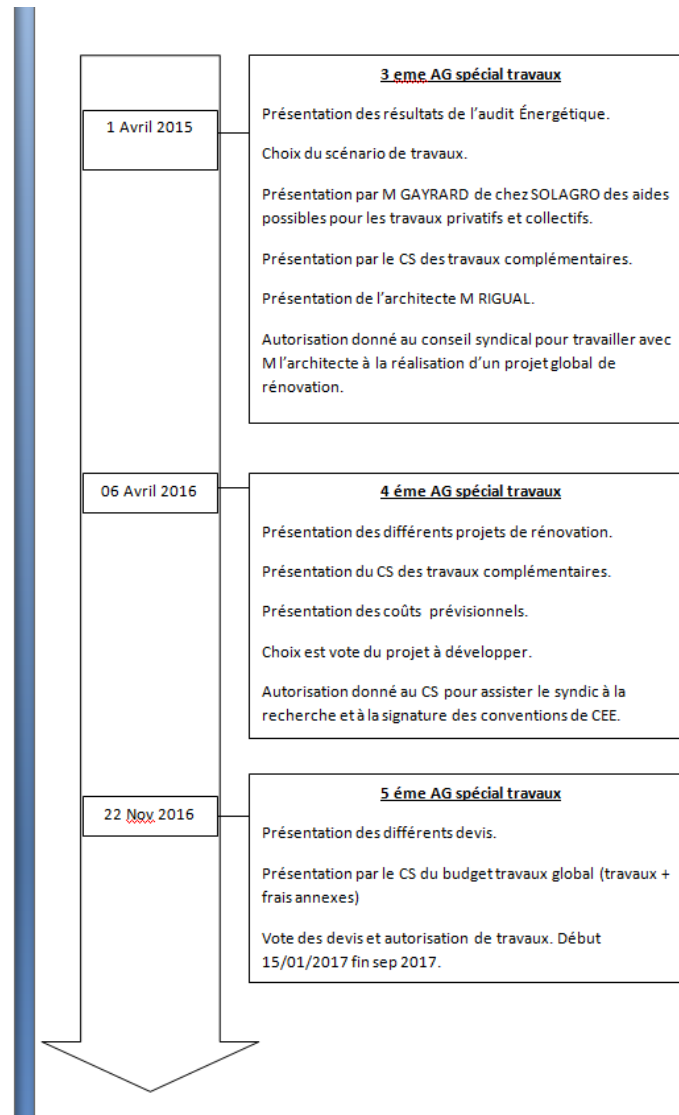 1 Avril 2015
3 eme AG spécial travaux
Présentation des résultats de l'audit Énergétique.
Choix du scénario de travaux.
Présentation par M GAYRARD de chez SOLAGRO des aides
possibles pour les travaux privatifs et collectifs.
Présentation par le CS des travaux complémentaires.
Présentation de l'architecte M RIGUAL.
Autorisation donné au conseil syndical pour travailler avec
M l'architecte à la réalisation d'un projet global de
rénovation.
06 Avril 2016
4 éme AG spécial travaux
Présentation des différents projets de rénovation.
Présentation du CS des travaux complémentaires.
Présentation des coûts prévisionnels.
Choix est vote du projet à développer.
Autorisation donné au CS pour assister le syndic à la
recherche et à la signature des conventions de CEE.
22 Nov 2016
5 éme AG spécial travaux
Présentation des différents devis.
Présentation par le CS du budget travaux global (travaux +
frais annexes)
Vote des devis et autorisation de travaux. Début
15/01/2017 fin sep 2017.